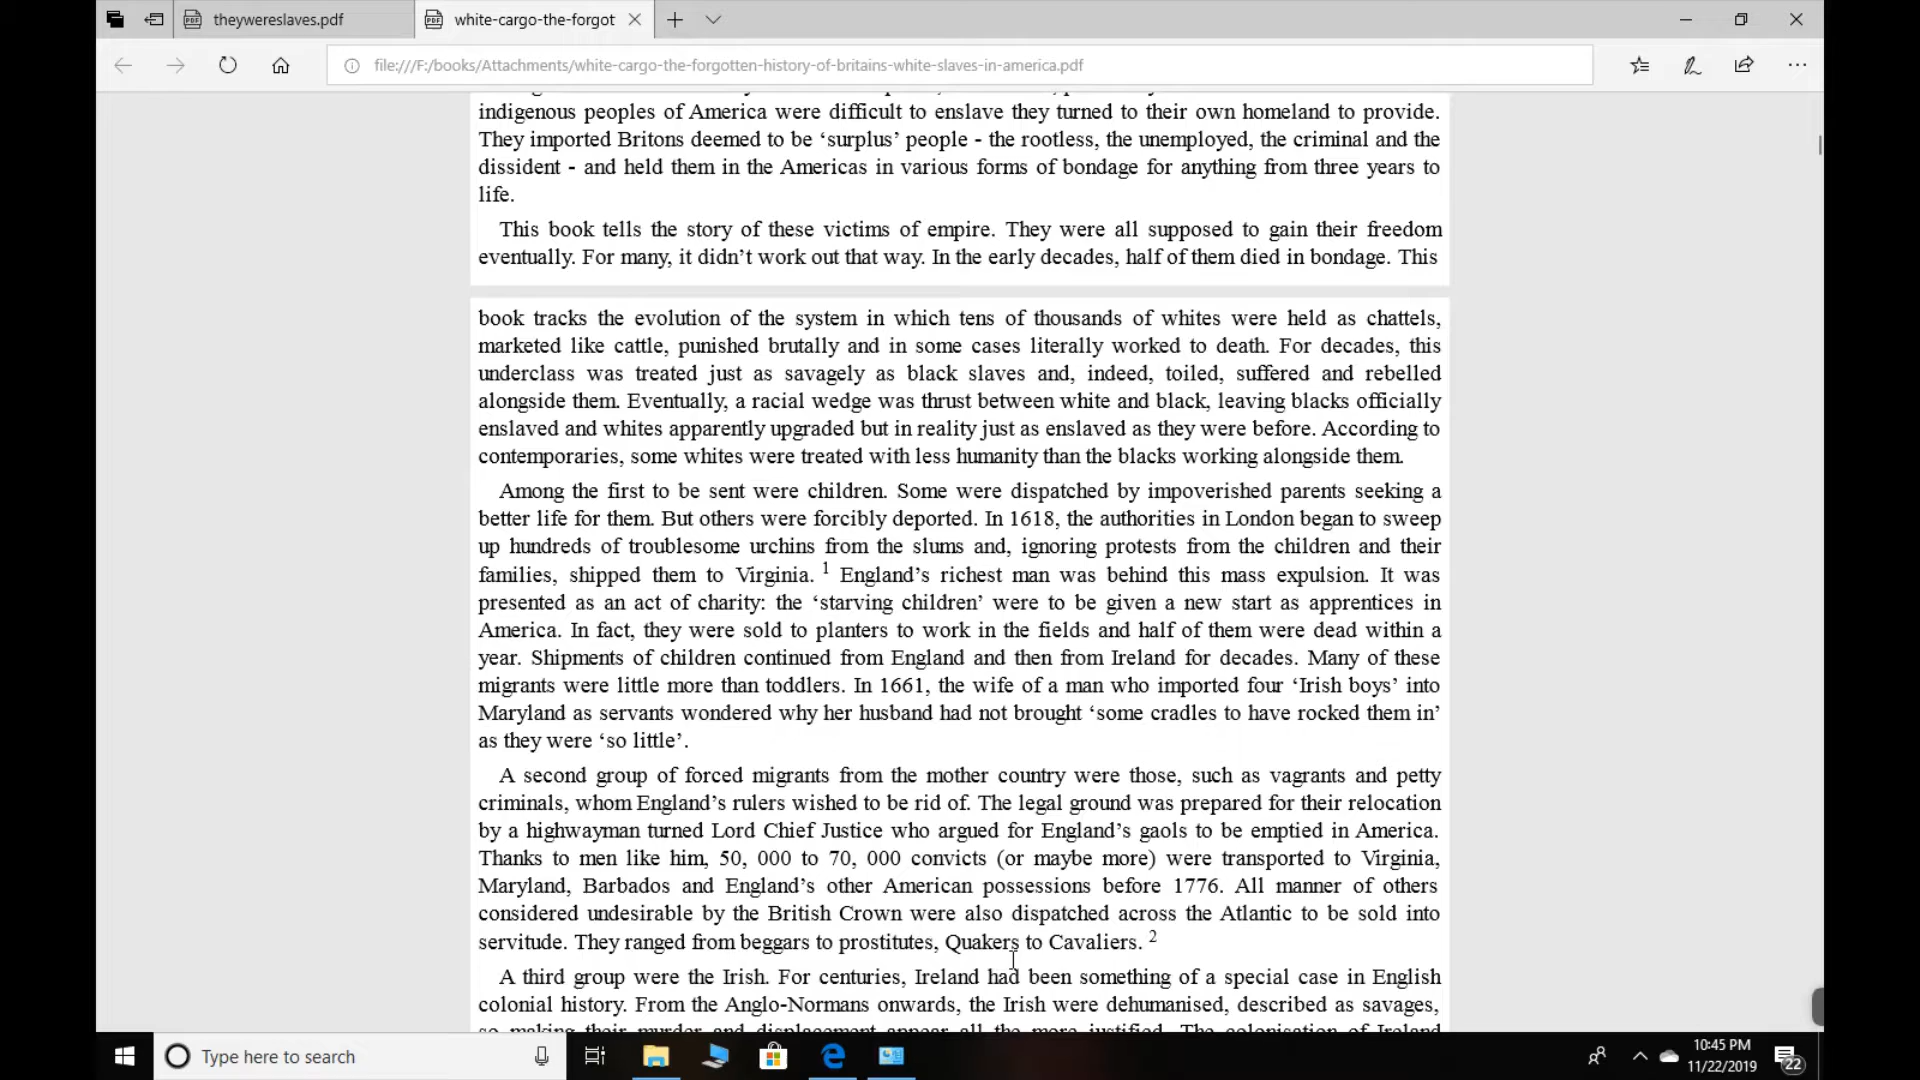 theywereslaves.pdf
white-cargo-the-forgot
file:///F:/books/Attachments/white-cargo-the-forgotten-history-of-britains-white-slaves-in-america.pdf
indigenous peoples of America were difficult to enslave they turned to their own homeland to provide.
They imported Britons deemed to be ‘surplus’ people - the rootless, the unemployed, the criminal and the
dissident - and held them in the Americas in various forms of bondage for anything from three years to
life.
This book tells the story of these victims of empire. They were all supposed to gain their freedom
eventually. For many, it didn’t work out that way. In the early decades, half of them died in bondage. This
book tracks the evolution of the system in which tens of thousands of whites were held as chattels,
marketed like cattle, punished brutally and in some cases literally worked to death. For decades, this
underclass was treated just as savagely as black slaves and, indeed, toiled, suffered and rebelled
alongside them. Eventually, a racial wedge was thrust between white and black, leaving blacks officially
enslaved and whites apparently upgraded but in reality just as enslaved as they were before. According to
contemporaries, some whites were treated with less humanity than the blacks working alongside them.
Among the first to be sent were children. Some were dispatched by impoverished parents seeking a
better life for them. But others were forcibly deported. In 1618, the authorities in London began to sweep
up hundreds of troublesome urchins from the slums and, ignoring protests from the children and their
families, shipped them to Virginia. 1 England’s richest man was behind this mass expulsion. It was
presented as an act of charity: the ‘starving children’ were to be given a new start as apprentices in
America. In fact, they were sold to planters to work in the fields and half of them were dead within a
year. Shipments of children continued from England and then from Ireland for decades. Many of these
migrants were little more than toddlers. In 1661, the wife of a man who imported four ‘Irish boys’ into
Maryland as servants wondered why her husband had not brought ‘some cradles to have rocked them in’
as they were ‘so little’.
A second group of forced migrants from the mother country were those, such as vagrants and petty
criminals, whom England’s rulers wished to be rid of. The legal ground was prepared for their relocation
by a highwayman turned Lord Chief Justice who argued for England’s gaols to be emptied in America.
Thanks to men like him, 50, 000 to 70, 000 convicts (or maybe more) were transported to Virginia,
Maryland, Barbados and England’s other American possessions before 1776. All manner of others
considered undesirable by the British Crown were also dispatched across the Atlantic to be sold into
servitude. They ranged from beggars to prostitutes, Quakers to Cavaliers. 2
A third group were the Irish. For centuries, Ireland had been something of a special case in English
colonial history. From the Anglo-Normans onwards, the Irish were dehumanised, described as savages,
so making their murder and displacement appear all the more justified. The colonisation of Ireland
Type here to search
10:45 PM
11/22/2019
22